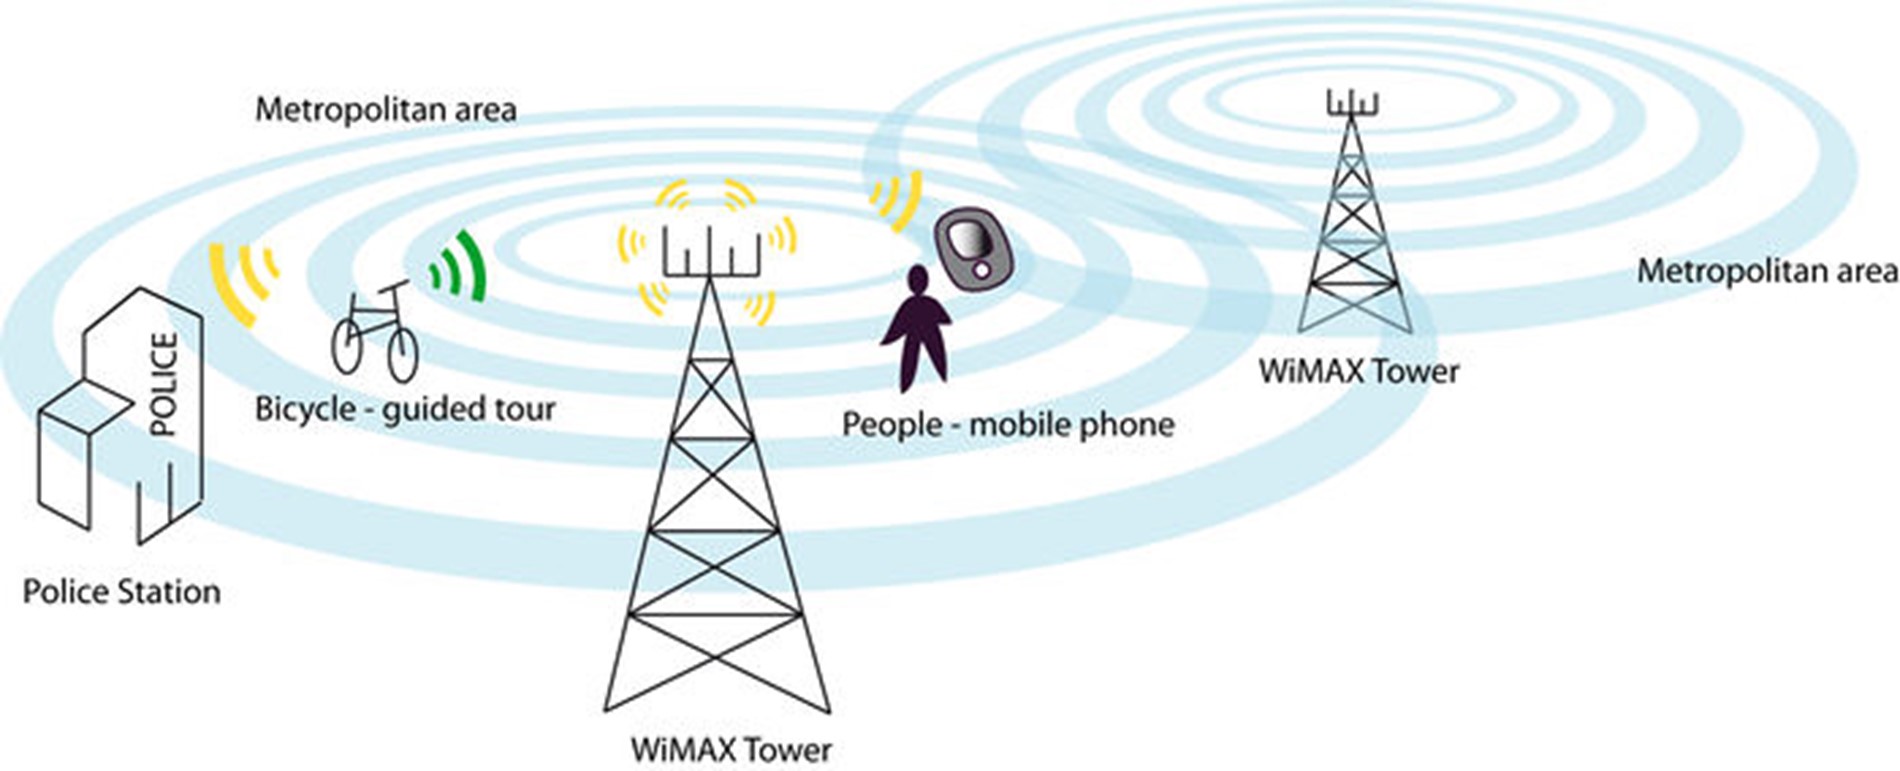 Metropolitan area
Metropolitan area
POLICE
WiMAX Tower
Bicycle - guided tour
People - mobile phone
Police Station
WiMAX Tower